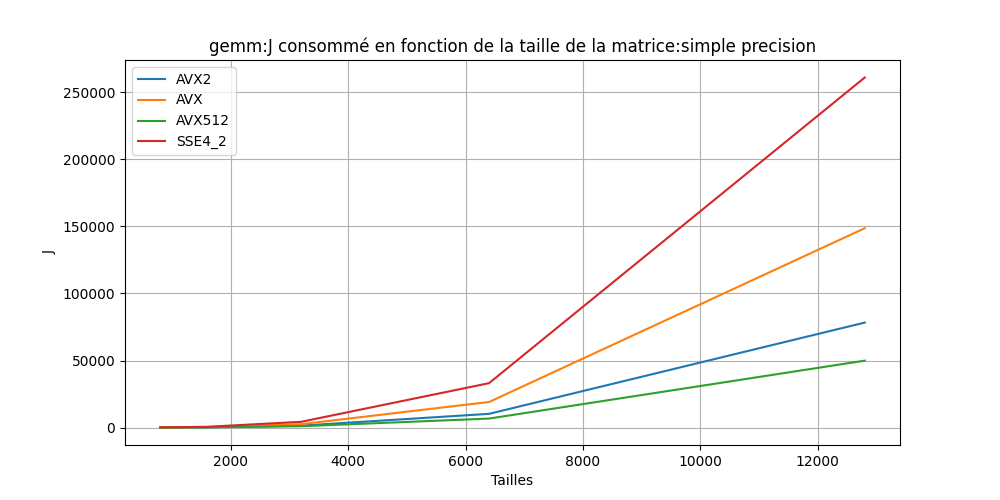 gemm:J consommé en fonction de la taille de la matrice:simple precision
AVX2
AVX
AVX512
SSE4_2
250000
200000
150000
100000
50000
0
J
2000 4000 6000 8000 10000 12000
Tailles